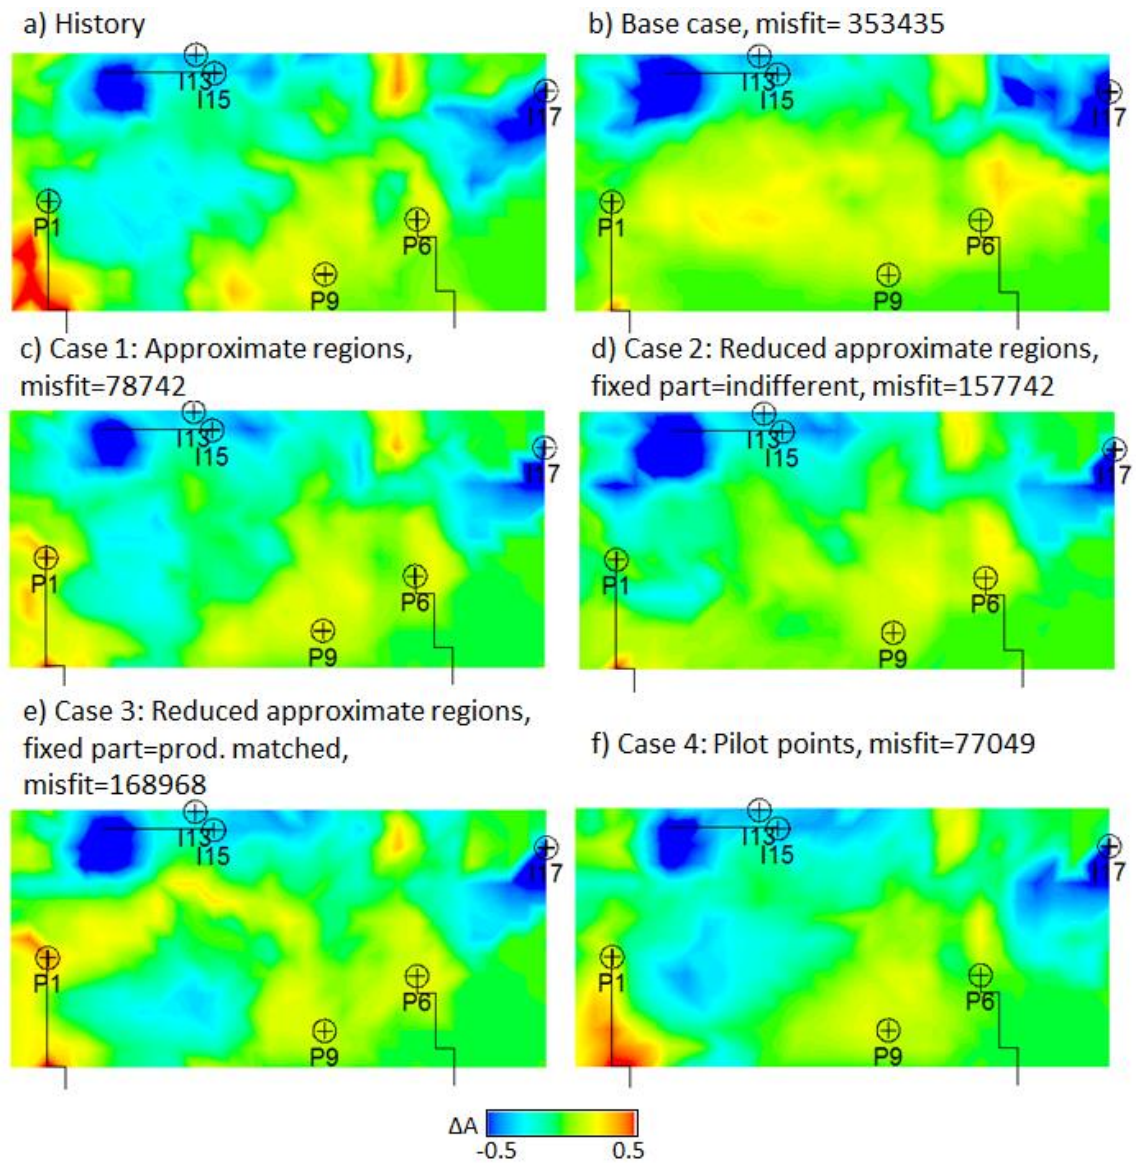 a) History
b) Base case, misfit= 353435
I13
I15
I17
P1
P6
P9
I13
I15
I17
P1
P6
P9
c) Case 1: Approximate regions,
misfit=78742
d) Case 2: Reduced approximate regions,
fixed part=indifferent, misfit=157742
I13
I15
I17
P1
P6
P9
I13
I15
I17
P1
P6
P9
e) Case 3: Reduced approximate regions,
fixed part=prod. matched,
misfit=168968
f) Case 4: Pilot points, misfit=77049
I13
I15
I17
P1
P6
P9
I13
I15
I17
P1
P6
P9
ΔA
-0.5 0.5